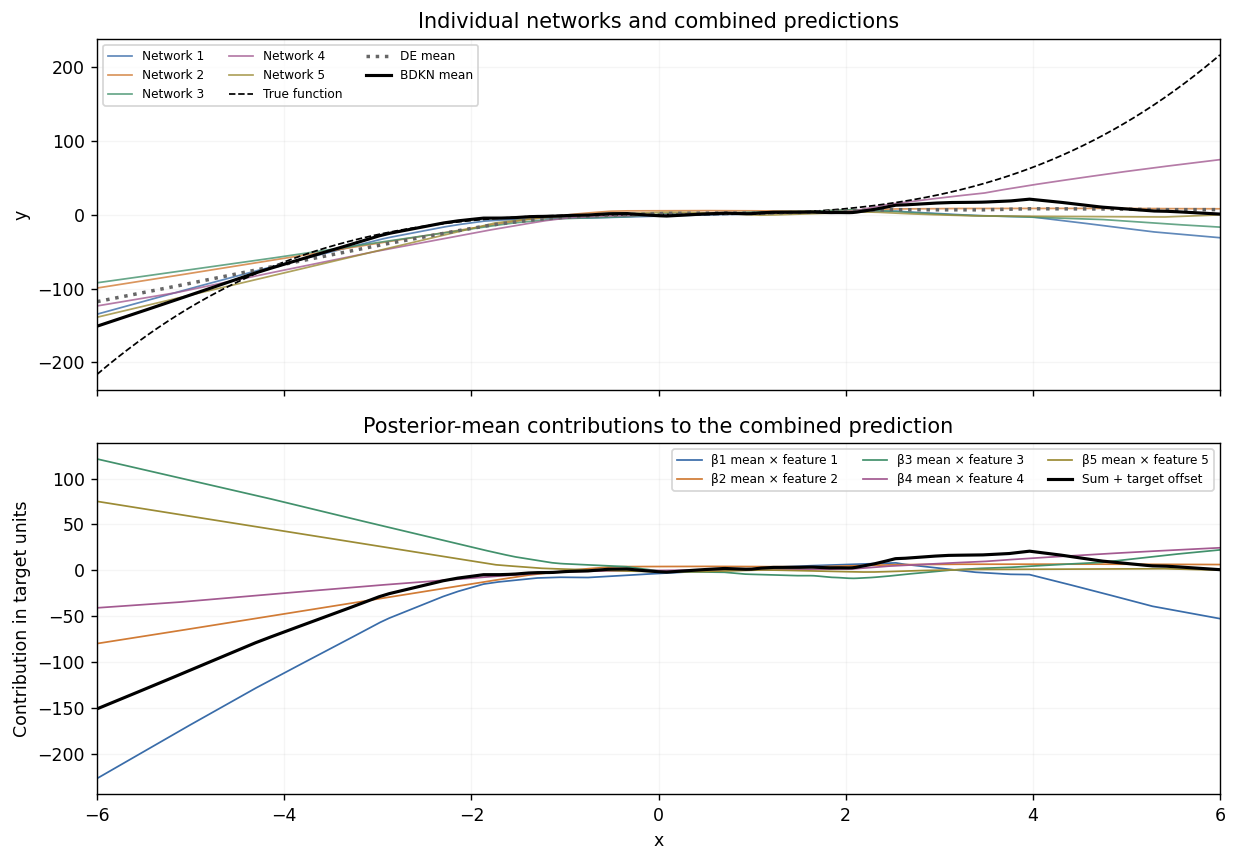 Individual networks and combined predictions
Network 1
Network 2
Network 3
Network 4
Network 5
True function
DE mean
BDKN mean
y
200
100
0
−100
−200
Posterior-mean contributions to the combined prediction
β1 mean × feature 1
β2 mean × feature 2
β3 mean × feature 3
β4 mean × feature 4
β5 mean × feature 5
Sum + target offset
Contribution in target units
100
50
0
−50
−100
−150
−200
−6
−4
−2
0
2
4
6
x